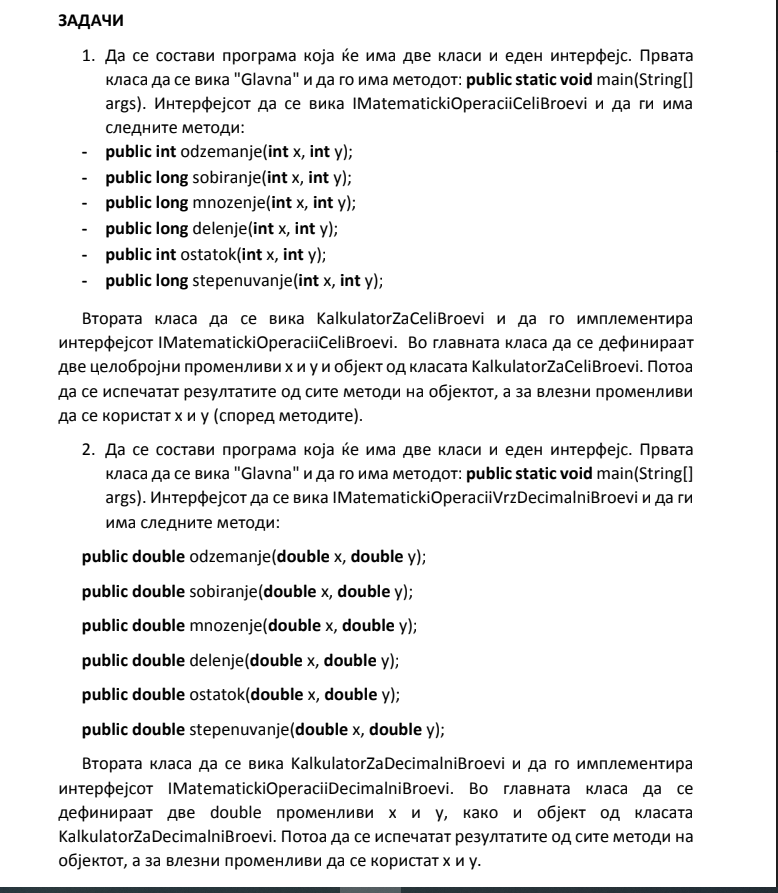 ЗАДАЧИ
1. Да се состави програма која ќе има две класи и еден интерфејс. Првата
класа да се вика "Glavna" и да го има методот: public static void main(String[]
args). Интерфејсот да се вика IMatematickiOperaciiCeliBroevi и да ги има
следните методи:
- public int odzemanje(int x, int y);
- public long sobiranje(int x, int y);
- public long mnozenje(int x, int y);
- public long delenje(int x, int y);
- public int ostatok(int x, int y);
- public long stepenuvanje(int x, int y);
Втората класа да се вика KalkulatorZaCeliBroevi и да го имплементира
интерфејсот IMatematickiOperaciiCeliBroevi. Во главната класа да се дефинираат
две целобројни променливи x и y и објект од класата KalkulatorZaCeliBroevi. Потоа
да се испечатат резултатите од сите методи на објектот, а за влезни променливи
да се користат x и y (според методите).
2. Да се состави програма која ќе има две класи и еден интерфејс. Првата
класа да се вика "Glavna" и да го има методот: public static void main(String[]
args). Интерфејсот да се вика IMatematickiOperaciiVrzDecimalniBroevi и да ги
има следните методи:
public double odzemanje(double x, double y);
public double sobiranje(double x, double y);
public double mnozenje(double x, double y);
public double delenje(double x, double y);
public double ostatok(double x, double y);
public double stepenuvanje(double x, double y);
Втората класа да се вика KalkulatorZaDecimalniBroevi и да го имплементира
интерфејсот IMatematickiOperaciiDecimalniBroevi. Во главната класа да се
дефинираат две double променливи x и y, како и објект од класата
KalkulatorZaDecimalniBroevi. Потоа да се испечатат резултатите од сите методи на
објектот, а за влезни променливи да се користат x и y.